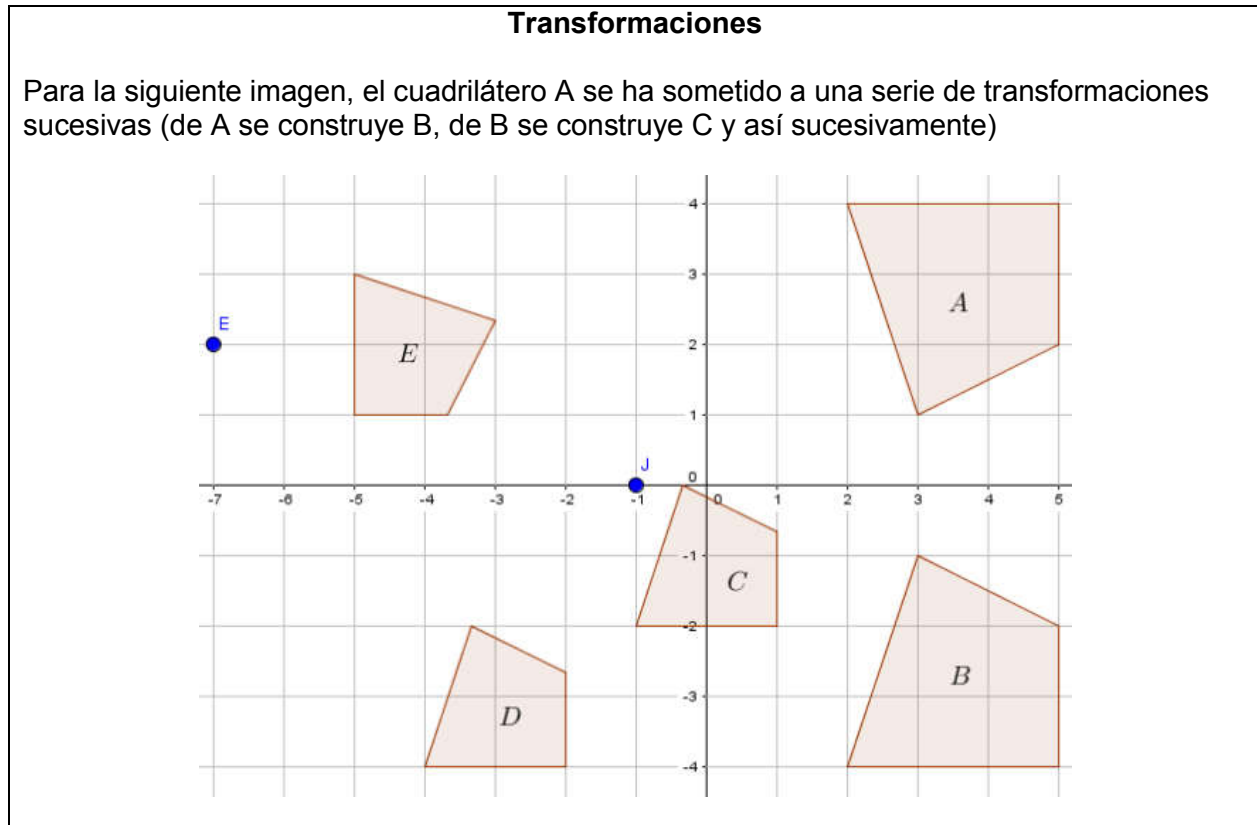 Transformaciones
Para la siguiente imagen, el cuadrilátero A se ha sometido a una serie de transformaciones
sucesivas (de A se construye B, de B se construye C y así sucesivamente)
4
3
E
A
2
E
1
J
0
-7 -6 -5 -4 -3 -2 -1 0 1 2 3 4 5
-1
C
-2
B
-3
D
-4